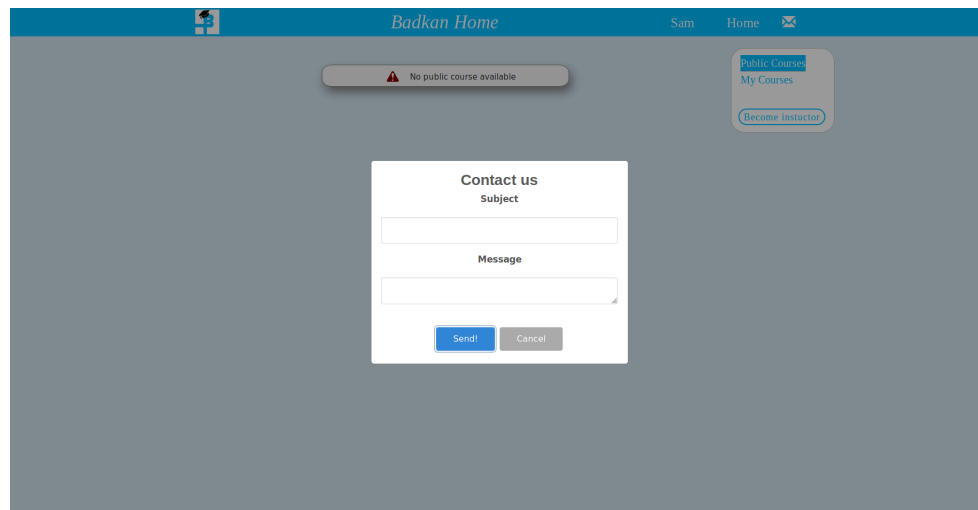 B
Badkan Home
Sam
Home
No public course available
Public Courses
My Courses
Become instuctor
Contact us
Subject
Message
Send!
Cancel